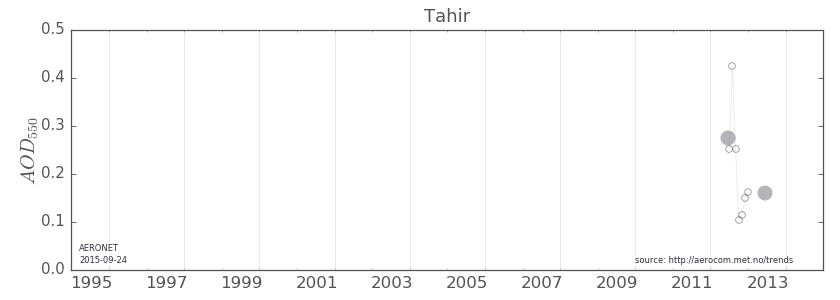 Tahir
0.5
0.4
0.3
0.2
0.1
0.0
AOD550
AERONET
2015-09-24
source: http://aerocom.met.no/trends
1995 1997 1999 2001 2003 2005 2007 2009 2011 2013